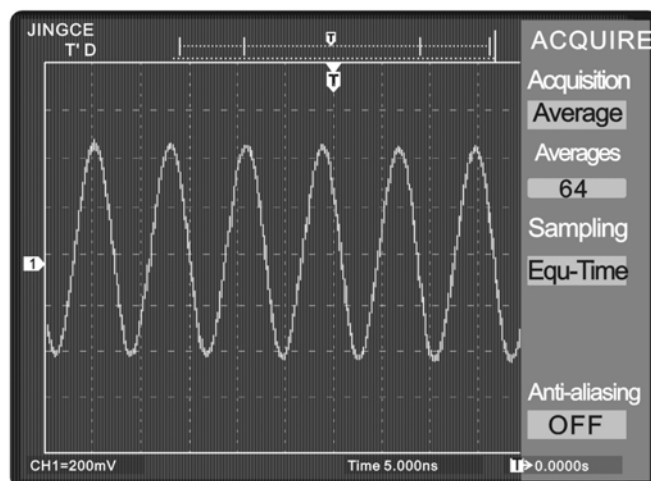 JINGCE
T' D
T
T
1
CH1=200mV Time 5.000ns T 0.0000s
ACQUIRE
Acquisition
Average
Averages
64
Sampling
Equ-Time
Anti-aliasing
OFF